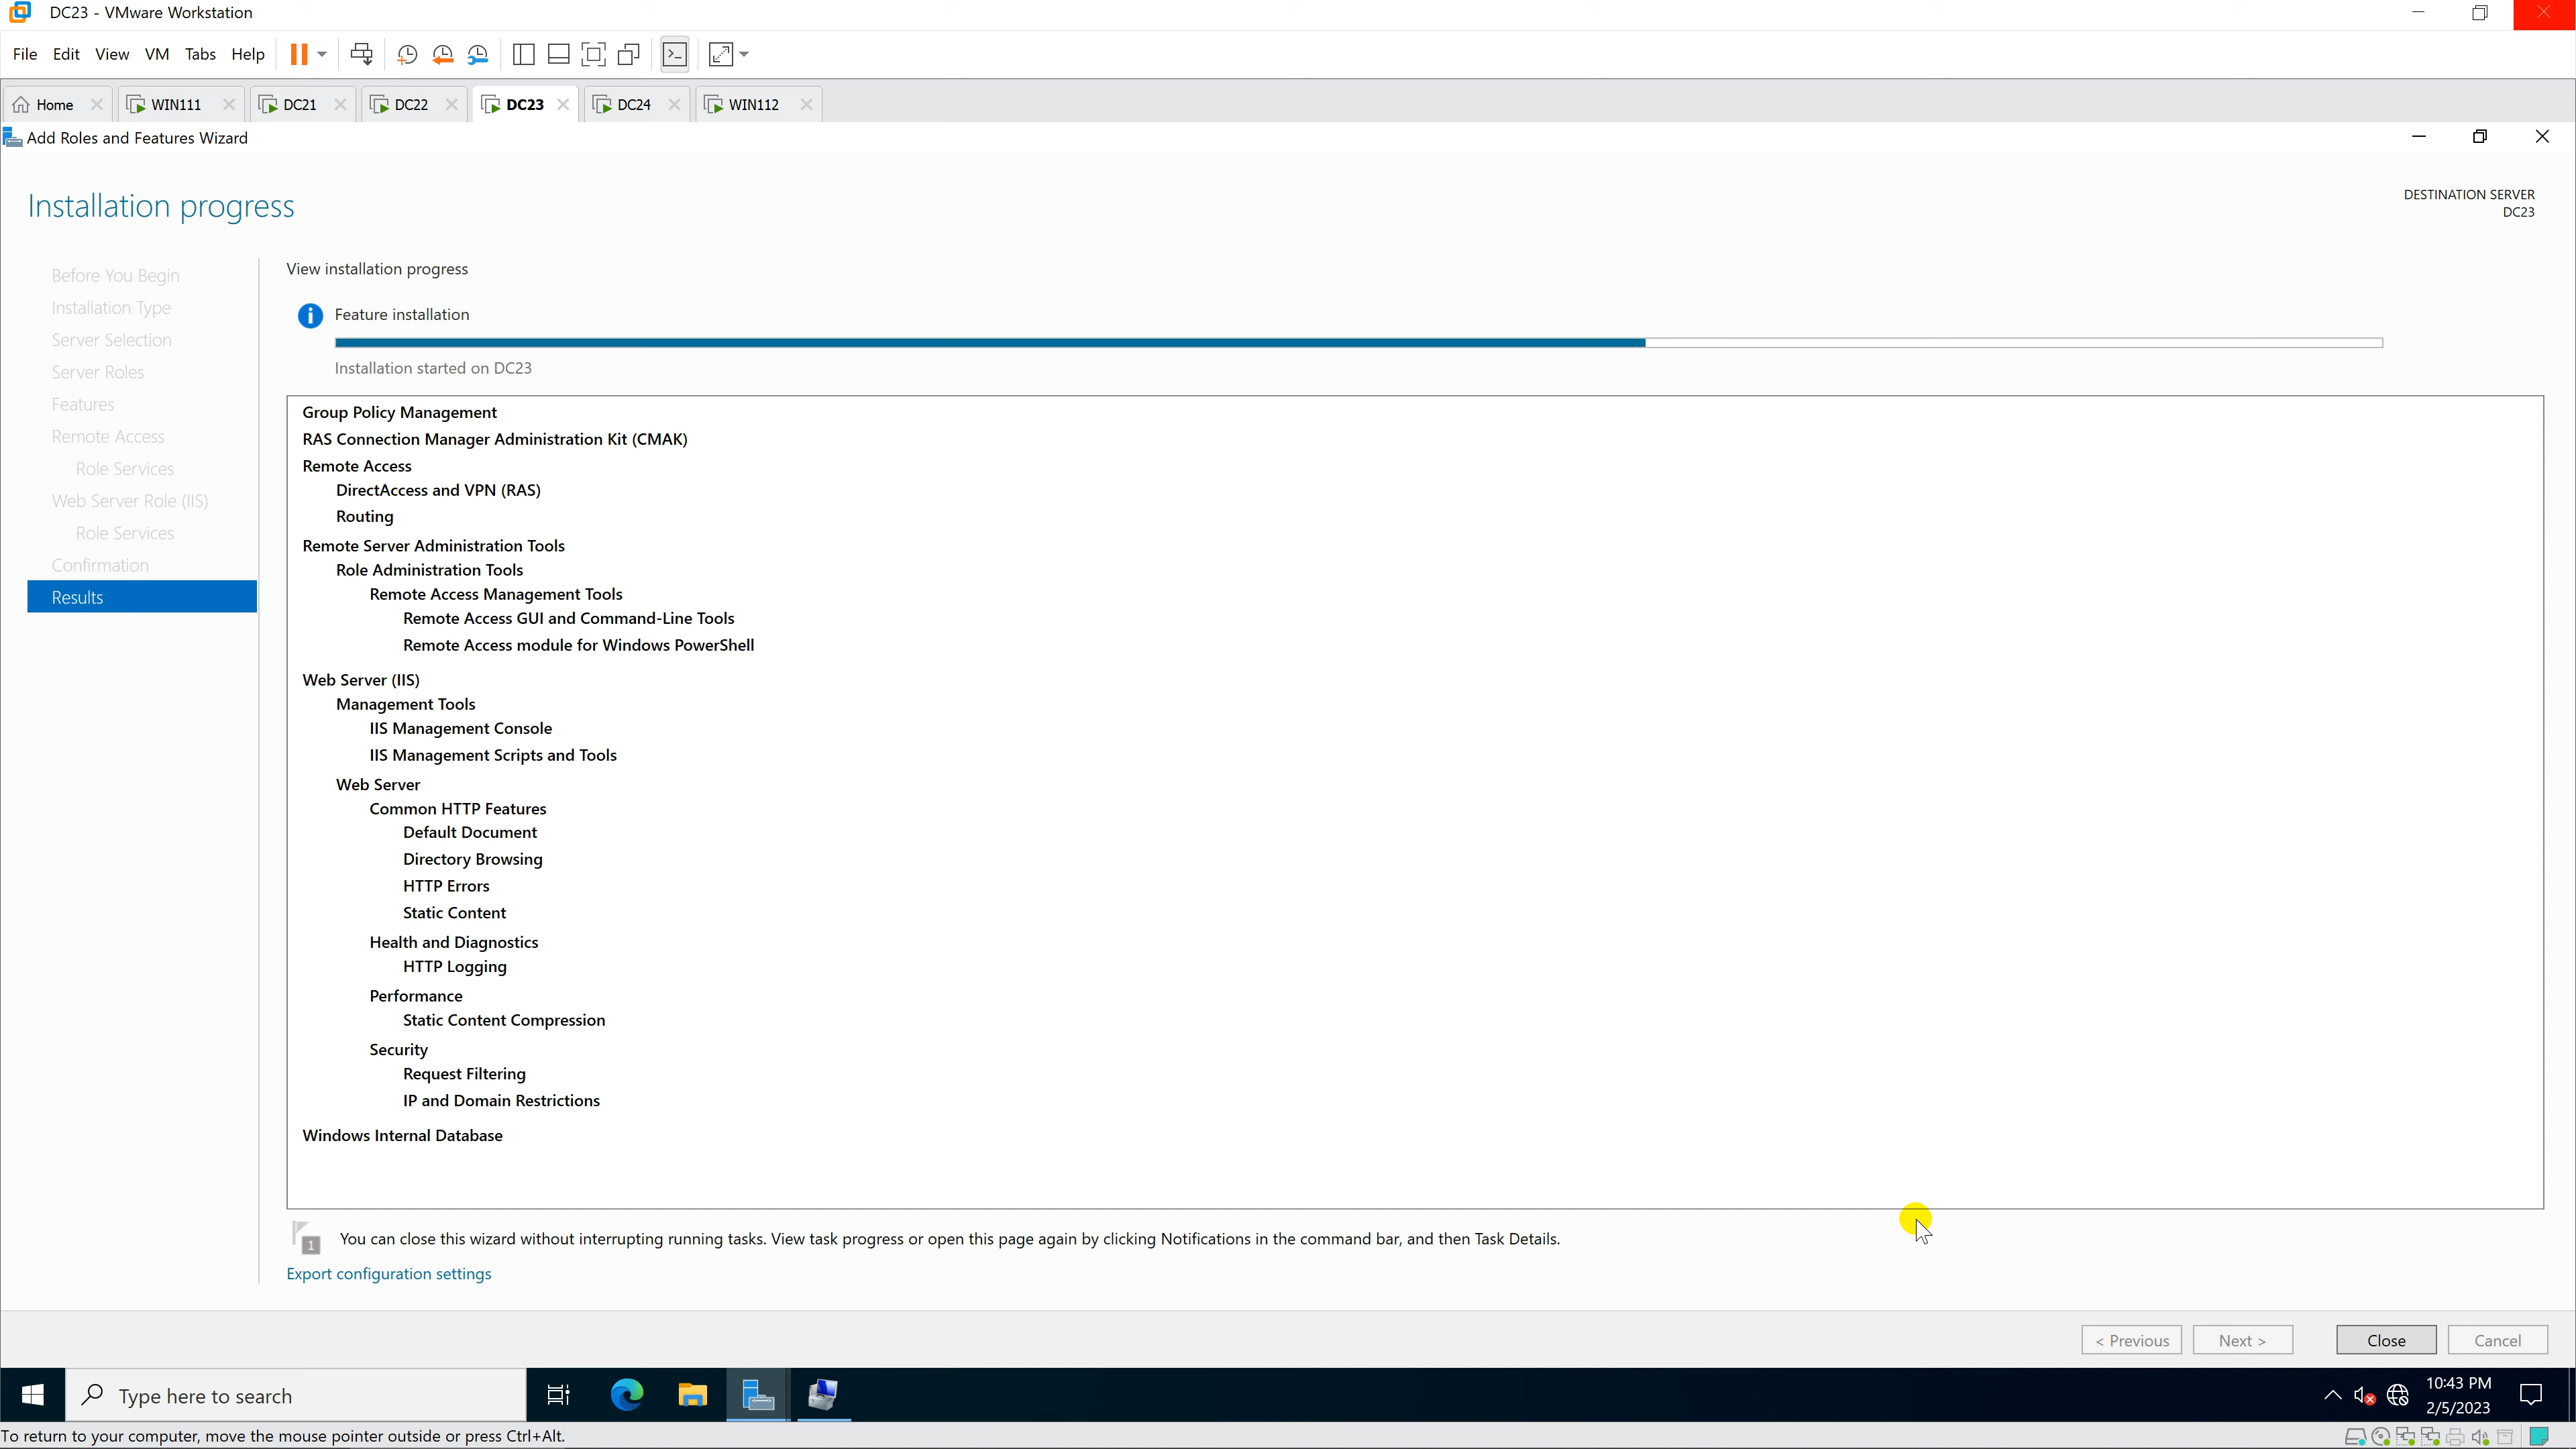 DC23 - VMware Workstation
File Edit View VM Tabs Help
Home WIN111 DC21 DC22 DC23 DC24 WIN112
Add Roles and Features Wizard
Installation progress
DESTINATION SERVER
DC23
Before You Begin
Installation Type
Server Selection
Server Roles
Features
Remote Access
Role Services
Web Server Role (IIS)
Role Services
Confirmation
Results
View installation progress
Feature installation
Installation started on DC23
Group Policy Management
RAS Connection Manager Administration Kit (CMAK)
Remote Access
DirectAccess and VPN (RAS)
Routing
Remote Server Administration Tools
Role Administration Tools
Remote Access Management Tools
Remote Access GUI and Command-Line Tools
Remote Access module for Windows PowerShell
Web Server (IIS)
Management Tools
IIS Management Console
IIS Management Scripts and Tools
Web Server
Common HTTP Features
Default Document
Directory Browsing
HTTP Errors
Static Content
Health and Diagnostics
HTTP Logging
Performance
Static Content Compression
Security
Request Filtering
IP and Domain Restrictions
Windows Internal Database
1
You can close this wizard without interrupting running tasks. View task progress or open this page again by clicking Notifications in the command bar, and then Task Details.
Export configuration settings
< Previous Next > Close Cancel
Type here to search
10:43 PM
2/5/2023
To return to your computer, move the mouse pointer outside or press Ctrl+Alt.